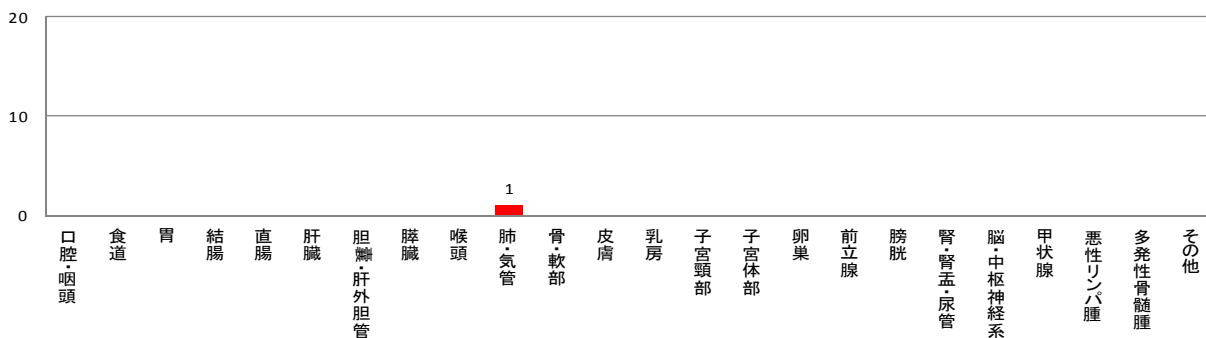 20
10
0
1
口腔・咽頭
食道
胃
結腸
直腸
肝臓
胆・肝外胆管
膵臓
喉頭
肺・気管
骨・軟部
皮膚
乳房
子宮頸部
子宮体部
卵巣
前立腺
膀胱
腎・腎盂・尿管
脳・中枢神経系
甲状腺
悪性リンパ腫
多発性骨髄腫
その他